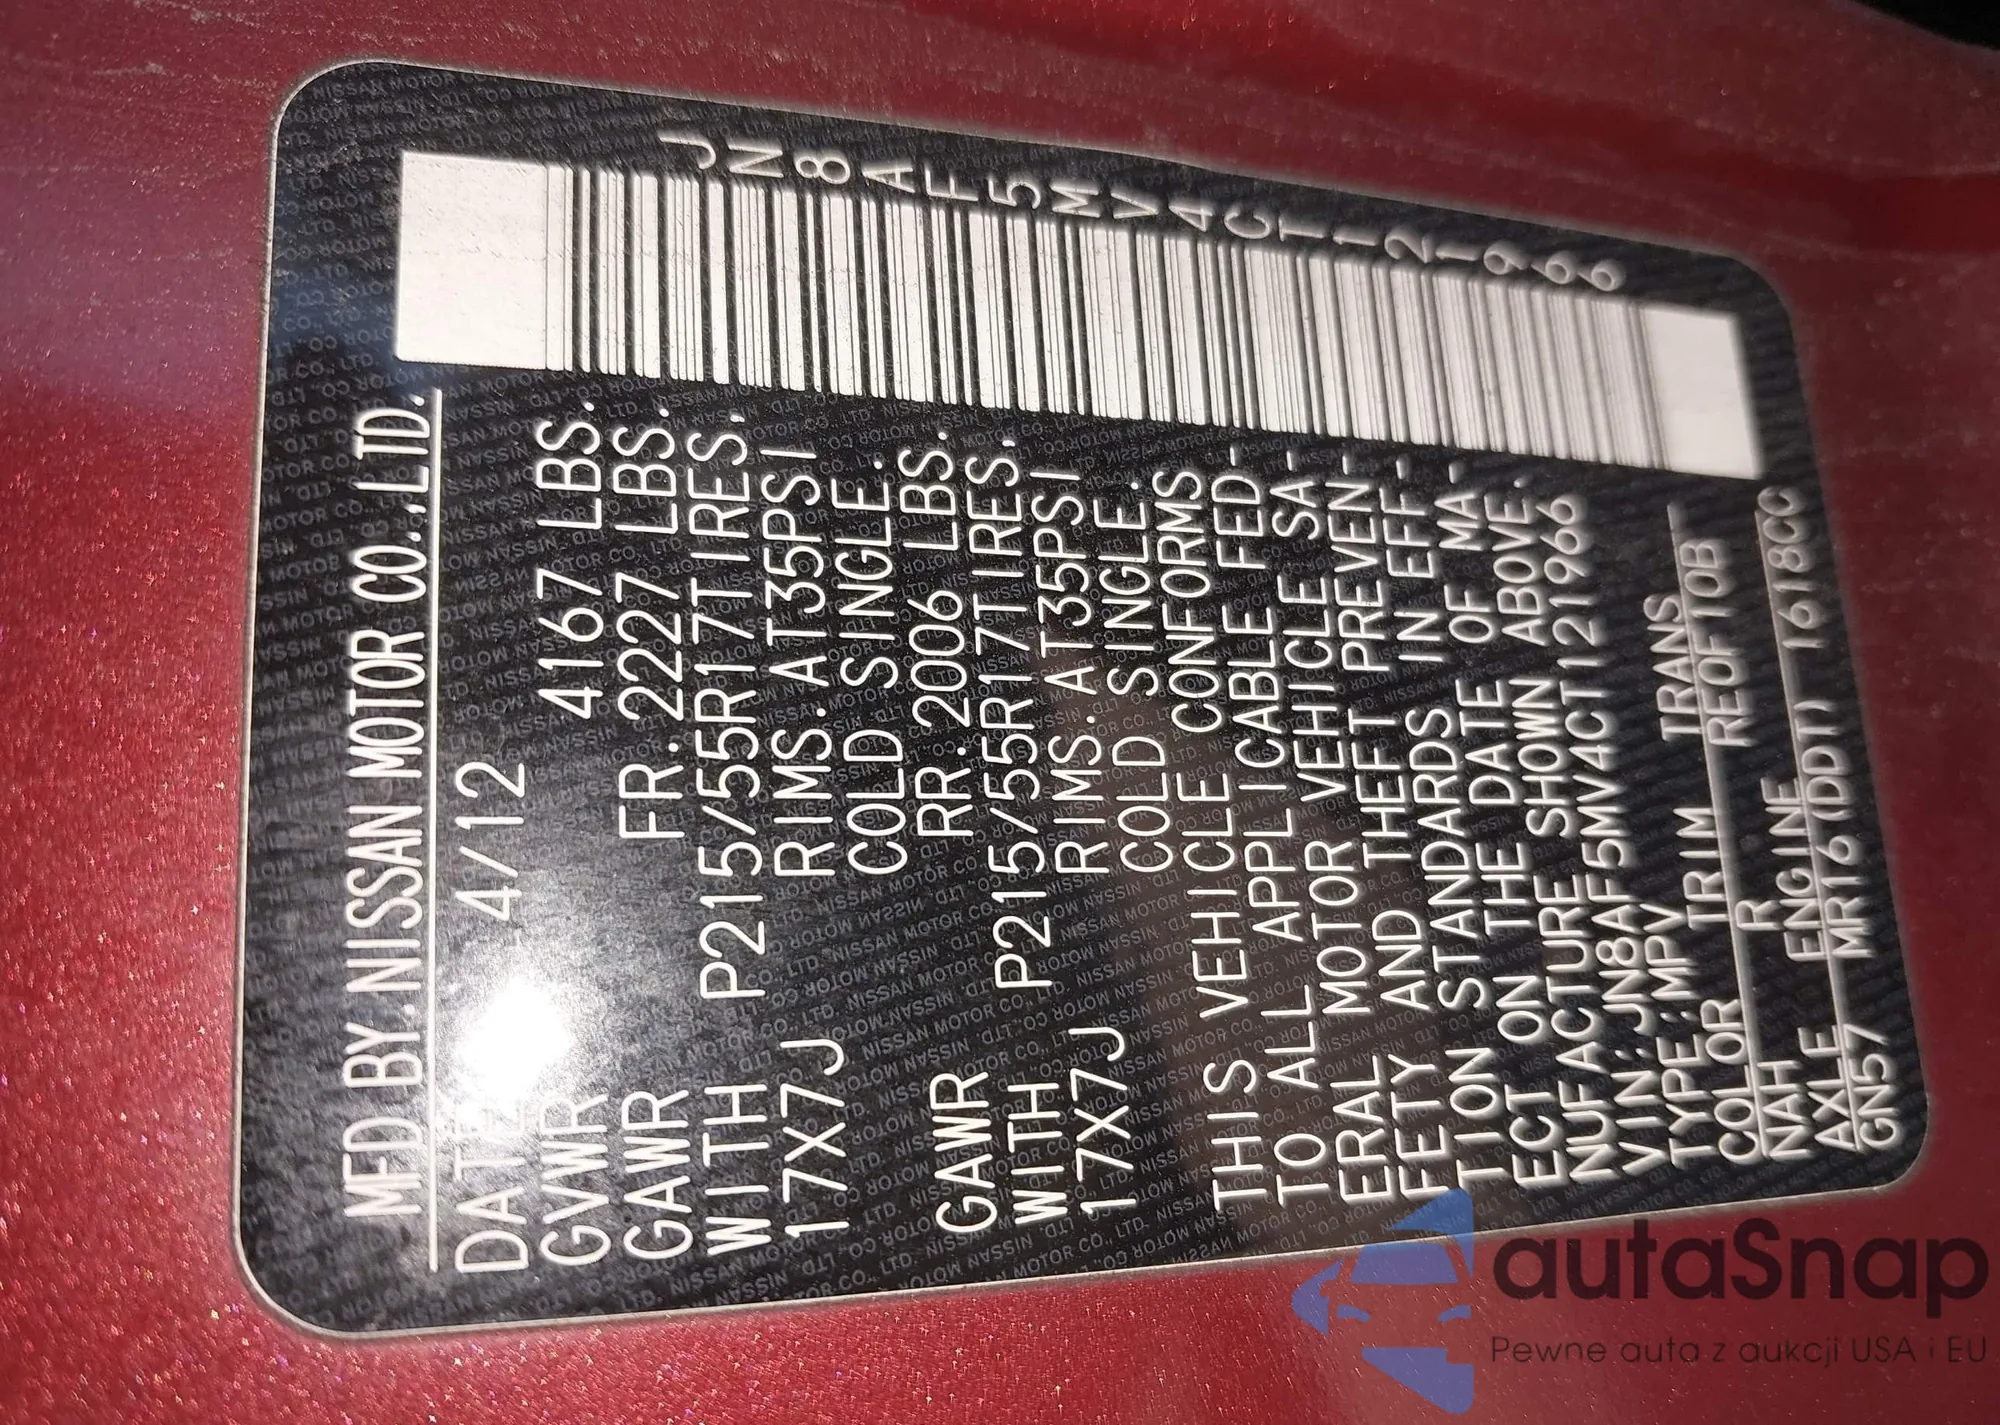 MFD BY.NISSAN MOTOR CO.,LTD.
DATE 4/12
GVWR 4167 LBS.
GAWR FR.2227 LBS.
WITH P215/55R17TIRES,
17X7J RIMS.AT35PSI
COLD SINGLE.
GAWR RR.2006 LBS.
WITH P215/55R17TIRES.
17X7J RIMS.AT35PSI
COLD SINGLE.
THIS VEHICLE CONFORMS
TO ALL APPLICABLE FED-
ERAL MOTOR VEHICLE SA-
FETY AND THEFT PREVEN-
TION STANDARDS IN EFF-
ECT ON THE DATE OF MA-
NUFACTURE SHOWN ABOVE.
VIN:JN8AF5MV4CT121966
TYPE:MPV
COLOR TRIM TRANS
NAH R RE0F10B
AXLE ENGINE
GN57 MR16(DDT) 1618CC
JN8AF5MV4CT121966
autaSnap
Pewne auta z aukcji USA i EU